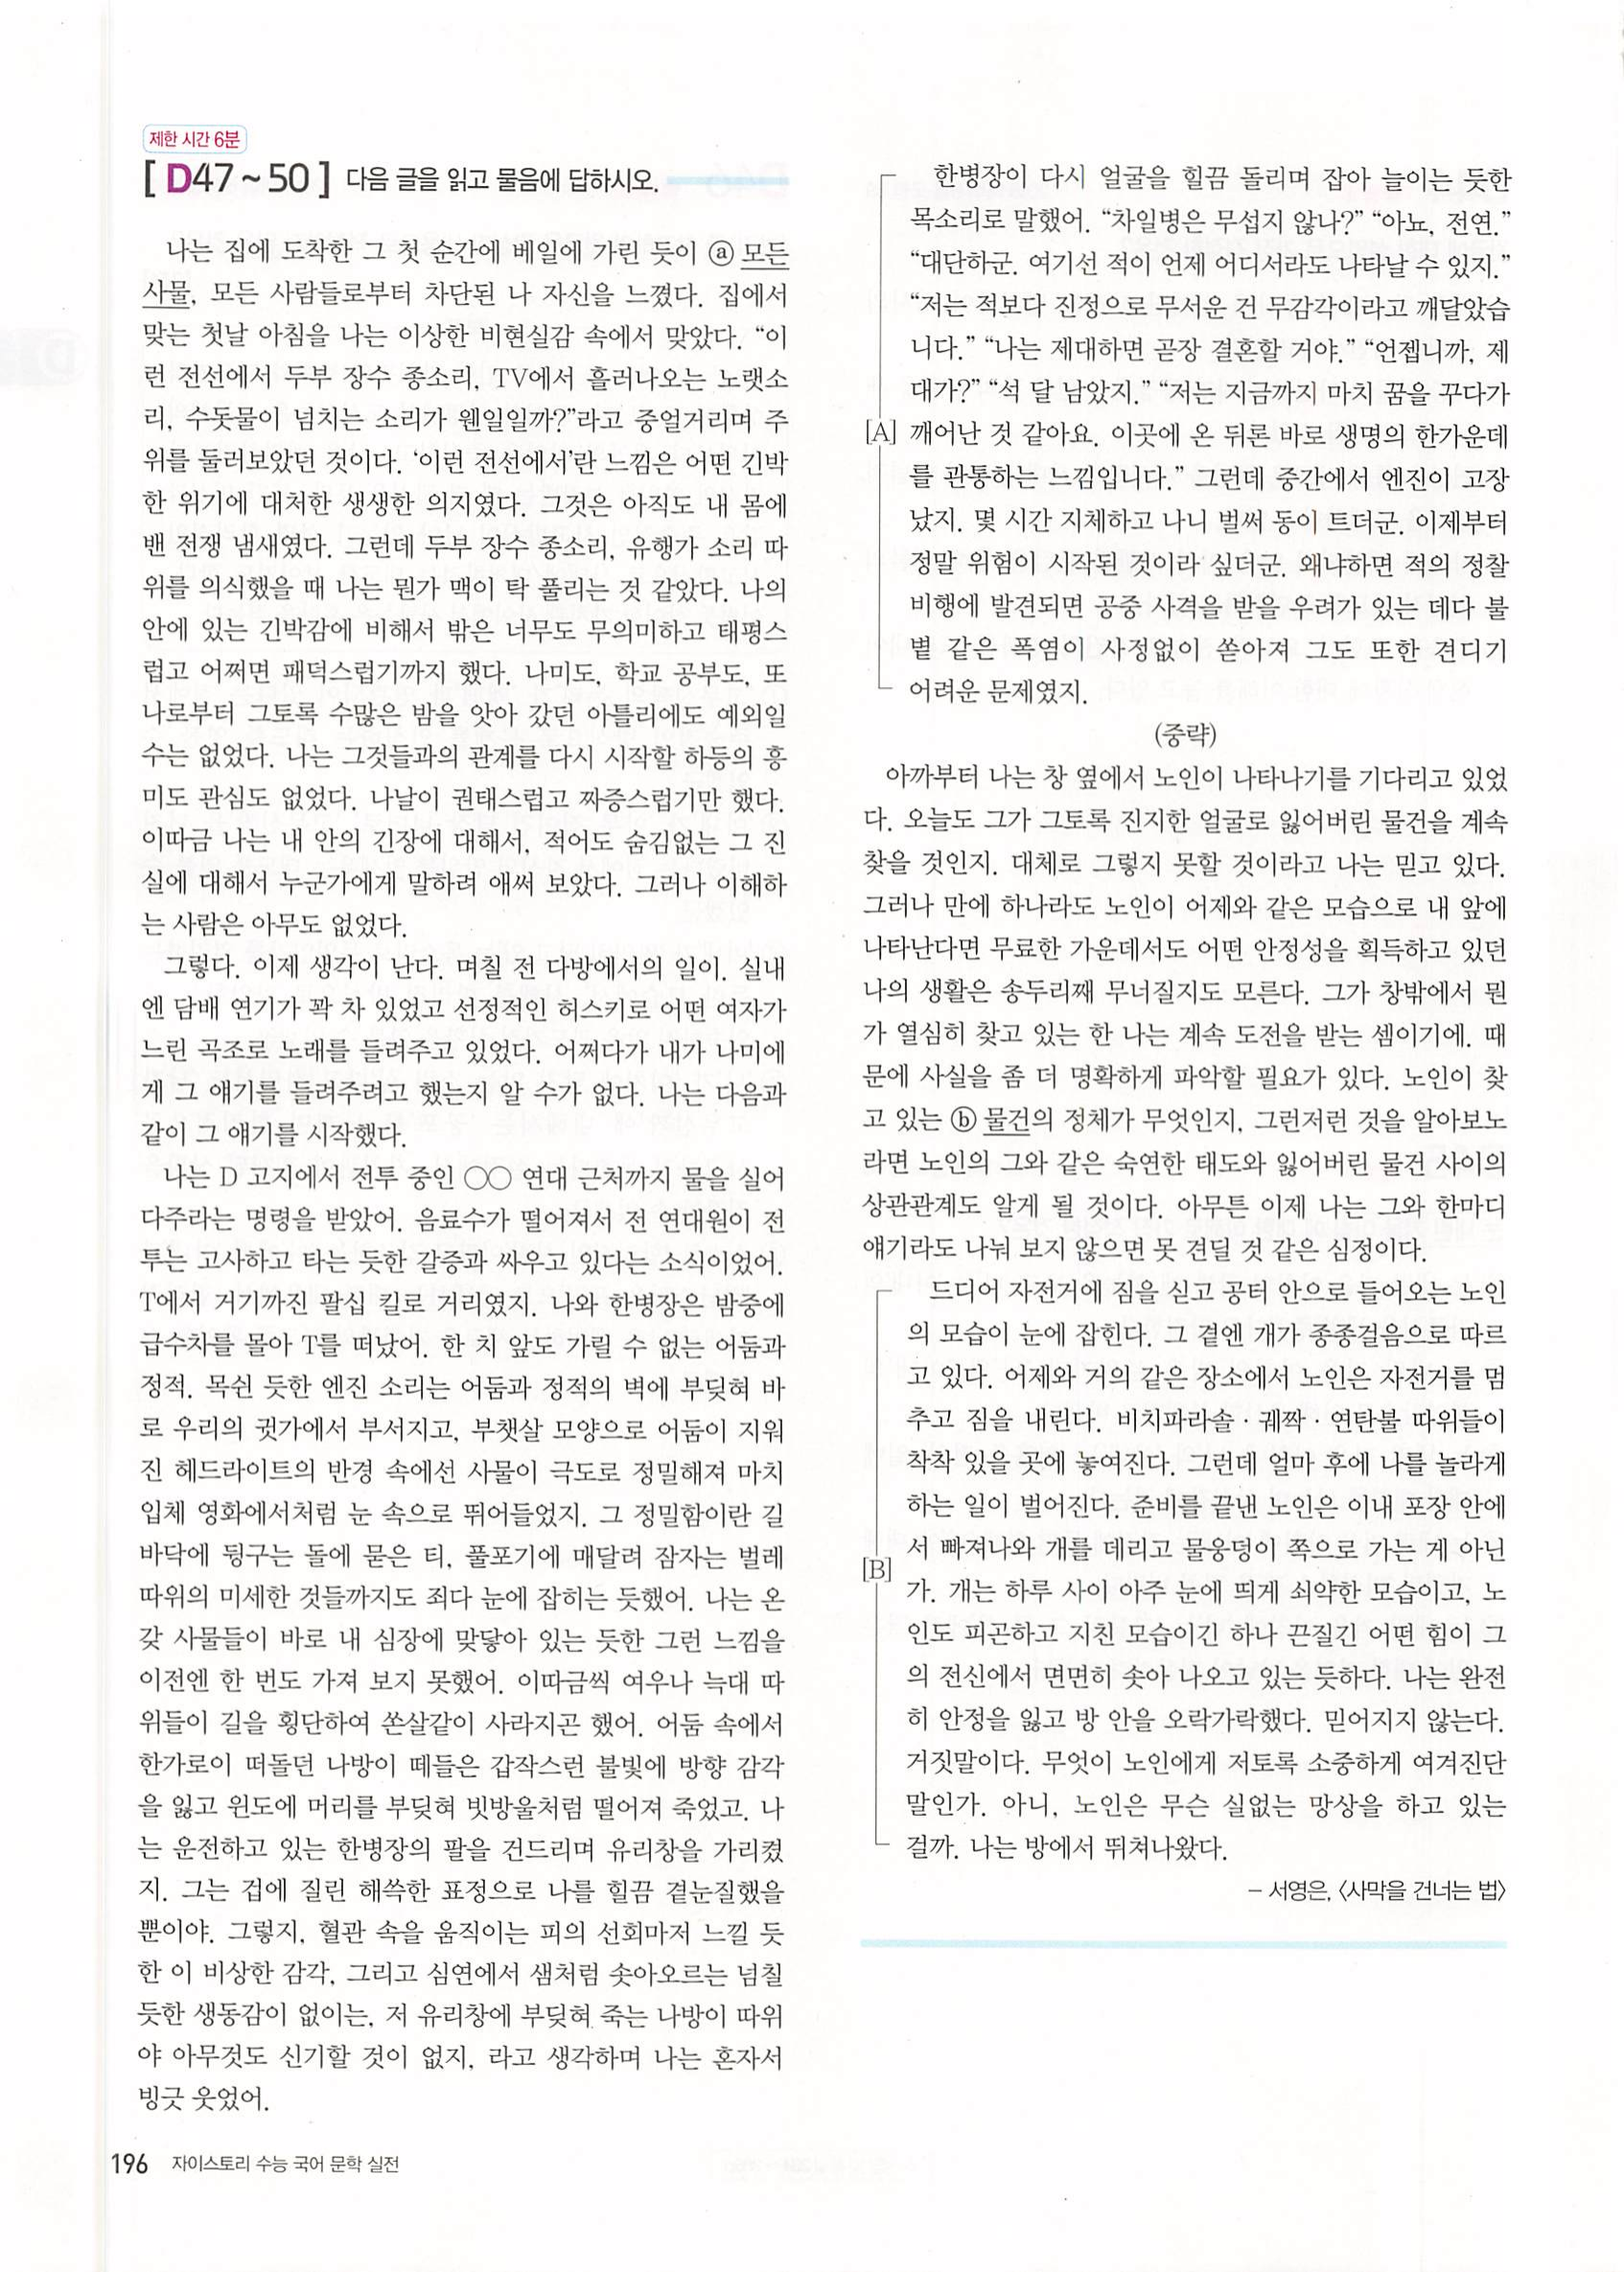 제한 시간 6분
[ D47 ~ 50 ] 다음 글을 읽고 물음에 답하시오.
나는 집에 도착한 그 첫 순간에 베일에 가린 듯이 ⓐ 모든
사물, 모든 사람들로부터 차단된 나 자신을 느꼈다. 집에서
맞는 첫날 아침을 나는 이상한 비현실감 속에서 맞았다. “이
런 전선에서 두부 장수 종소리, TV에서 흘러나오는 노랫소
리, 수돗물이 넘치는 소리가 웬일일까?”라고 중얼거리며 주
위를 둘러보았던 것이다. ‘이런 전선에서’란 느낌은 어떤 긴박
한 위기에 대처한 생생한 의지였다. 그것은 아직도 내 몸에
밴 전쟁 냄새였다. 그런데 두부 장수 종소리, 유행가 소리 따
위를 의식했을 때 나는 뭔가 맥이 탁 풀리는 것 같았다. 나의
안에 있는 긴박감에 비해서 밖은 너무도 무의미하고 태평스
럽고 어쩌면 패덕스럽기까지 했다. 나미도, 학교 공부도, 또
나로부터 그토록 수많은 밤을 앗아 갔던 아틀리에도 예외일
수는 없었다. 나는 그것들과의 관계를 다시 시작할 하등의 흥
미도 관심도 없었다. 나날이 권태스럽고 짜증스럽기만 했다.
이따금 나는 내 안의 긴장에 대해서, 적어도 숨김없는 그 진
실에 대해서 누군가에게 말하려 애써 보았다. 그러나 이해하
는 사람은 아무도 없었다.
그렇다. 이제 생각이 난다. 며칠 전 다방에서의 일이. 실내
엔 담배 연기가 꽉 차 있었고 선정적인 허스키로 어떤 여자가
느린 곡조로 노래를 들려주고 있었다. 어쩌다가 내가 나미에
게 그 얘기를 들려주려고 했는지 알 수가 없다. 나는 다음과
같이 그 얘기를 시작했다.
나는 D 고지에서 전투 중인 ○○ 연대 근처까지 물을 실어
다주라는 명령을 받았어. 음료수가 떨어져서 전 연대원이 전
투는 고사하고 타는 듯한 갈증과 싸우고 있다는 소식이었어.
T에서 거기까진 팔십 킬로 거리였지. 나와 한병장은 밤중에
급수차를 몰아 T를 떠났어. 한 치 앞도 가릴 수 없는 어둠과
정적. 목쉰 듯한 엔진 소리는 어둠과 정적의 벽에 부딪혀 바
로 우리의 귓가에서 부서지고, 부챗살 모양으로 어둠이 지워
진 헤드라이트의 반경 속에선 사물이 극도로 정밀해져 마치
입체 영화에서처럼 눈 속으로 뛰어들었지. 그 정밀함이란 길
바닥에 뒹구는 돌에 묻은 티, 풀포기에 매달려 잠자는 벌레
따위의 미세한 것들까지도 죄다 눈에 잡히는 듯했어. 나는 온
갖 사물들이 바로 내 심장에 맞닿아 있는 듯한 그런 느낌을
이전엔 한 번도 가져 보지 못했어. 이따금씩 여우나 늑대 따
위들이 길을 횡단하여 쏜살같이 사라지곤 했어. 어둠 속에서
한가로이 떠돌던 나방이 떼들은 갑작스런 불빛에 방향 감각
을 잃고 윈도에 머리를 부딪혀 빗방울처럼 떨어져 죽었고. 나
는 운전하고 있는 한병장의 팔을 건드리며 유리창을 가리켰
지. 그는 겁에 질린 해쓱한 표정으로 나를 힐끔 곁눈질했을
뿐이야. 그렇지, 혈관 속을 움직이는 피의 선회마저 느낄 듯
한 이 비상한 감각, 그리고 심연에서 샘처럼 솟아오르는 넘칠
듯한 생동감이 없이는, 저 유리창에 부딪혀 죽는 나방이 따위
야 아무것도 신기할 것이 없지, 라고 생각하며 나는 혼자서
빙긋 웃었어.
한병장이 다시 얼굴을 힐끔 돌리며 잡아 늘이는 듯한
목소리로 말했어. “차일병은 무섭지 않나?” “아뇨, 전연.”
“대단하군. 여기선 적이 언제 어디서라도 나타날 수 있지.”
“저는 적보다 진정으로 무서운 건 무감각이라고 깨달았습
니다.” “나는 제대하면 곧장 결혼할 거야.” “언젭니까, 제
대가?” “석 달 남았지.” “저는 지금까지 마치 꿈을 꾸다가
[A] 깨어난 것 같아요. 이곳에 온 뒤론 바로 생명의 한가운데
를 관통하는 느낌입니다.” 그런데 중간에서 엔진이 고장
났지. 몇 시간 지체하고 나니 벌써 동이 트더군. 이제부터
정말 위험이 시작된 것이라 싶더군. 왜냐하면 적의 정찰
비행에 발견되면 공중 사격을 받을 우려가 있는 데다 불
볕 같은 폭염이 사정없이 쏟아져 그도 또한 견디기
어려운 문제였지.
(중략)
아까부터 나는 창 옆에서 노인이 나타나기를 기다리고 있었
다. 오늘도 그가 그토록 진지한 얼굴로 잃어버린 물건을 계속
찾을 것인지. 대체로 그렇지 못할 것이라고 나는 믿고 있다.
그러나 만에 하나라도 노인이 어제와 같은 모습으로 내 앞에
나타난다면 무료한 가운데서도 어떤 안정성을 획득하고 있던
나의 생활은 송두리째 무너질지도 모른다. 그가 창밖에서 뭔
가 열심히 찾고 있는 한 나는 계속 도전을 받는 셈이기에. 때
문에 사실을 좀 더 명확하게 파악할 필요가 있다. 노인이 찾
고 있는 ⓑ 물건의 정체가 무엇인지, 그런저런 것을 알아보노
라면 노인의 그와 같은 숙연한 태도와 잃어버린 물건 사이의
상관관계도 알게 될 것이다. 아무튼 이제 나는 그와 한마디
얘기라도 나눠 보지 않으면 못 견딜 것 같은 심정이다.
드디어 자전거에 짐을 싣고 공터 안으로 들어오는 노인
의 모습이 눈에 잡힌다. 그 곁엔 개가 종종걸음으로 따르
고 있다. 어제와 거의 같은 장소에서 노인은 자전거를 멈
추고 짐을 내린다. 비치파라솔 · 궤짝 · 연탄불 따위들이
착착 있을 곳에 놓여진다. 그런데 얼마 후에 나를 놀라게
하는 일이 벌어진다. 준비를 끝낸 노인은 이내 포장 안에
서 빠져나와 개를 데리고 물웅덩이 쪽으로 가는 게 아닌
[B] 가. 개는 하루 사이 아주 눈에 띄게 쇠약한 모습이고, 노
인도 피곤하고 지친 모습이긴 하나 끈질긴 어떤 힘이 그
의 전신에서 면면히 솟아 나오고 있는 듯하다. 나는 완전
히 안정을 잃고 방 안을 오락가락했다. 믿어지지 않는다.
거짓말이다. 무엇이 노인에게 저토록 소중하게 여겨진단
말인가. 아니, 노인은 무슨 실없는 망상을 하고 있는
걸까. 나는 방에서 뛰쳐나왔다.
- 서영은, 〈사막을 건너는 법〉
196 자이스토리 수능 국어 문학 실전